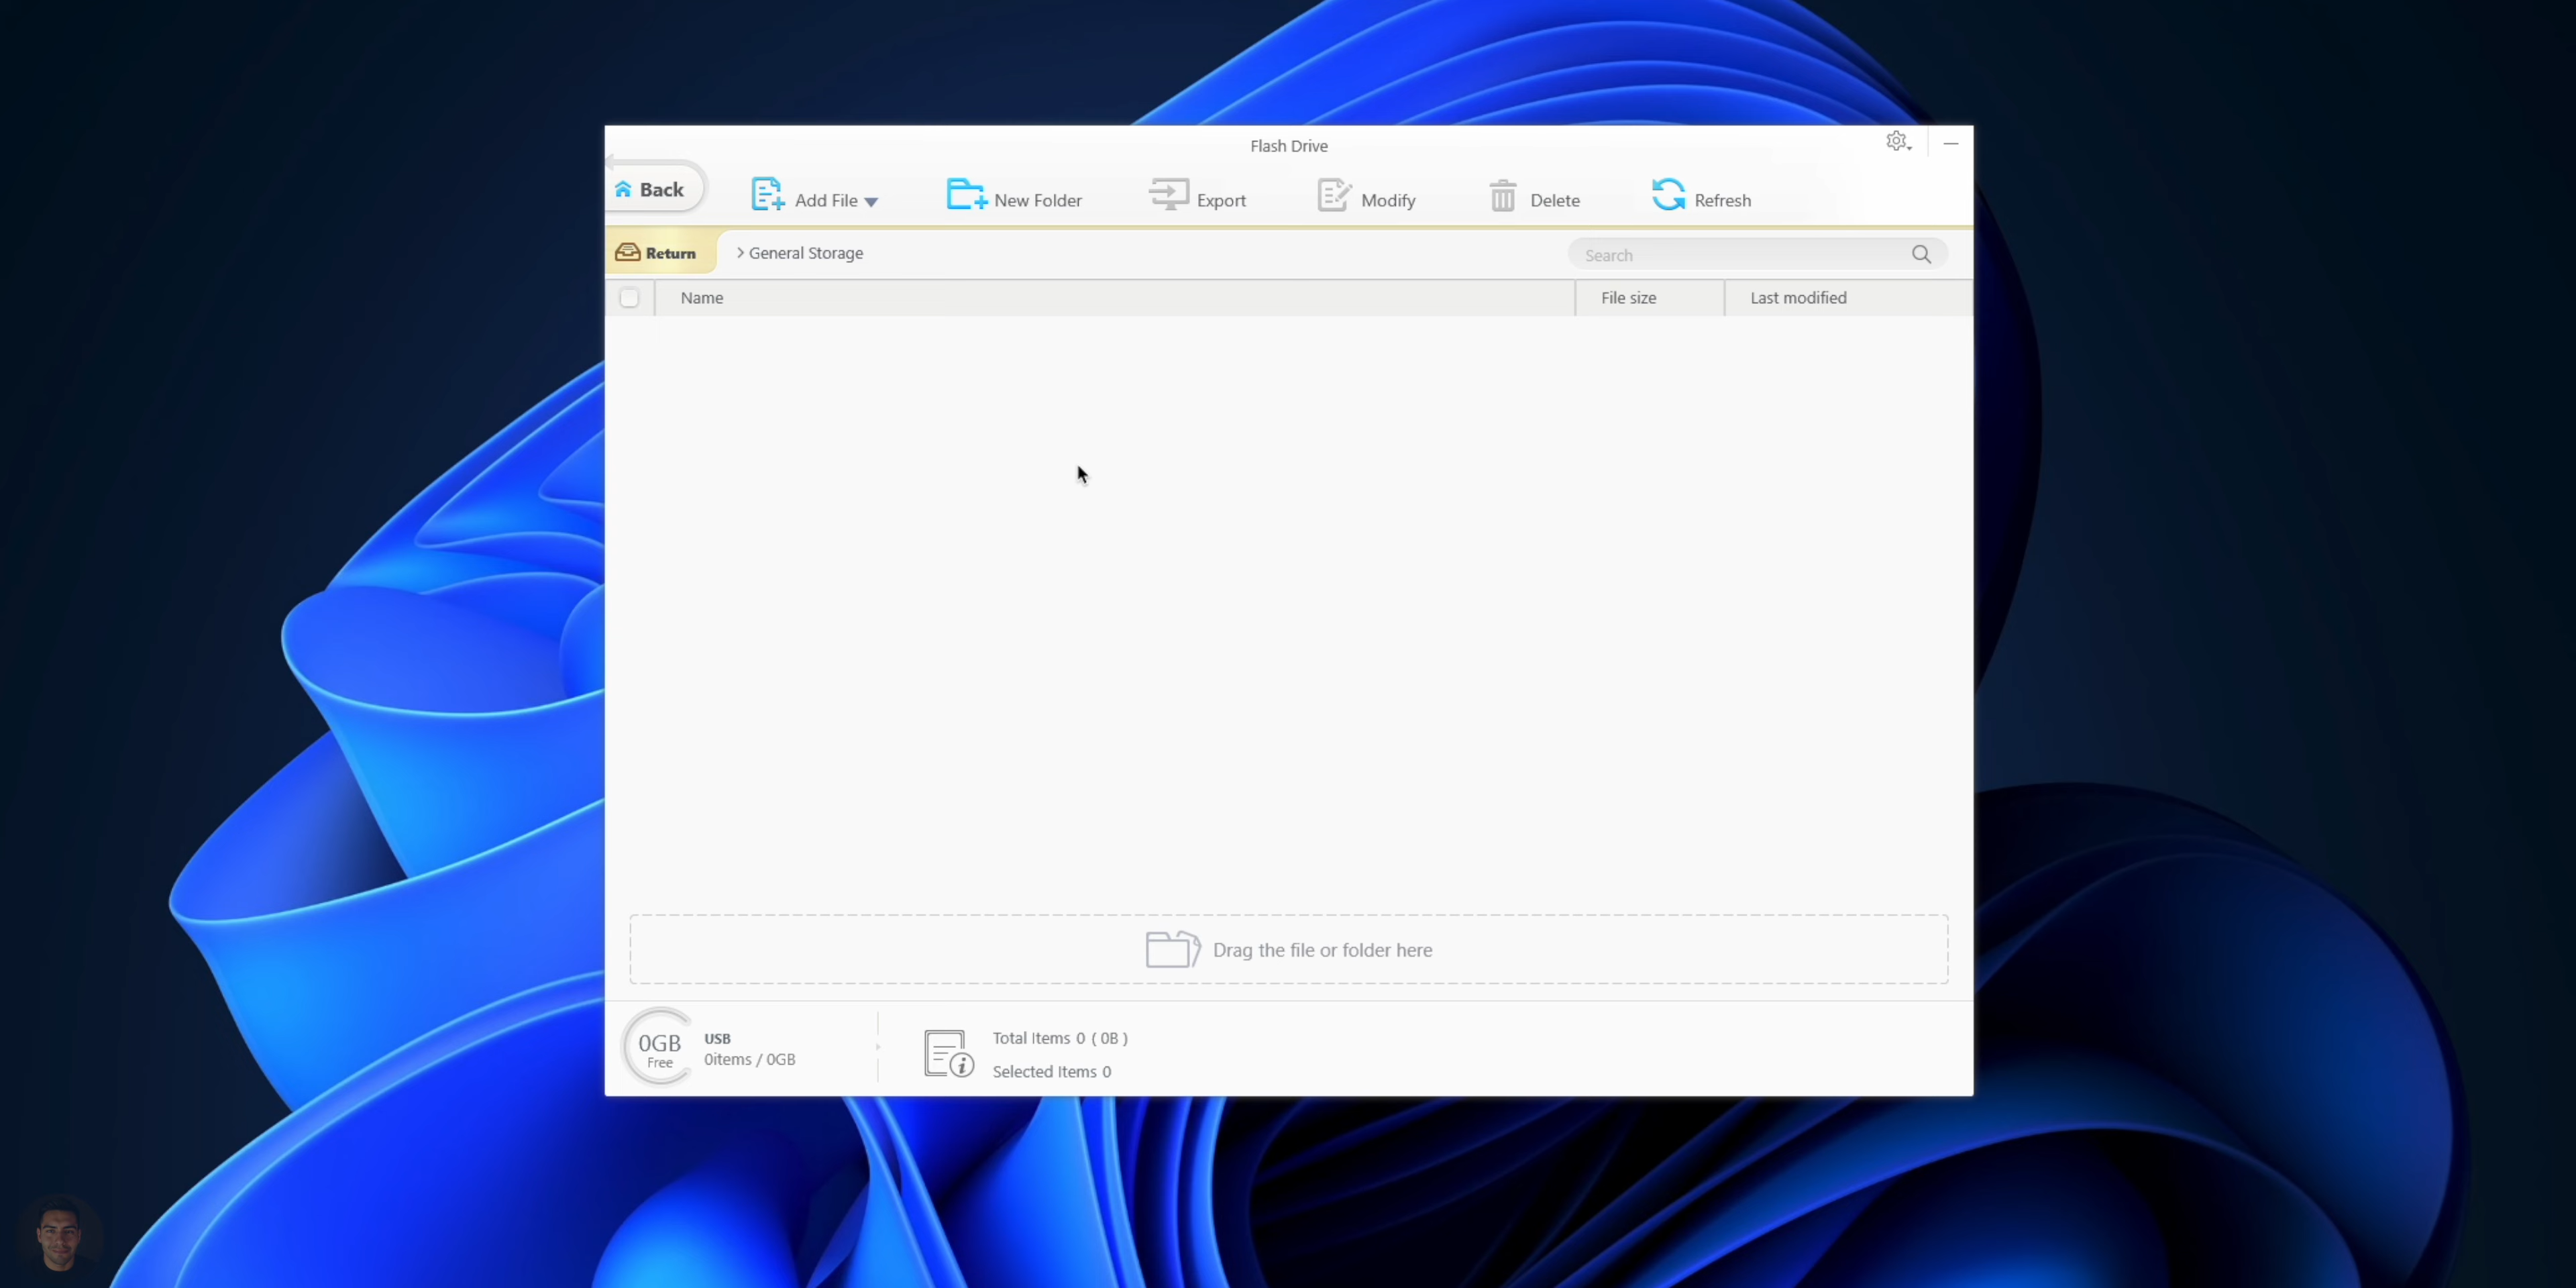 Flash Drive
Back
Add File
New Folder
Export
Modify
Delete
Refresh
Return
> General Storage
Search
Name
File size
Last modified
Drag the file or folder here
0GB
Free
USB
0items / 0GB
Total Items 0 ( 0B )
Selected Items 0